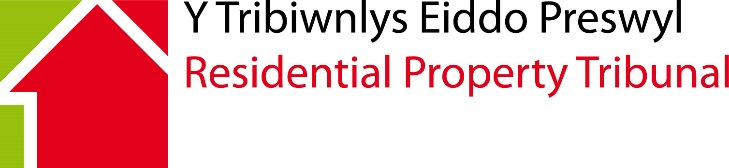 Y Tribiwnlys Eiddo Preswyl
Residential Property Tribunal